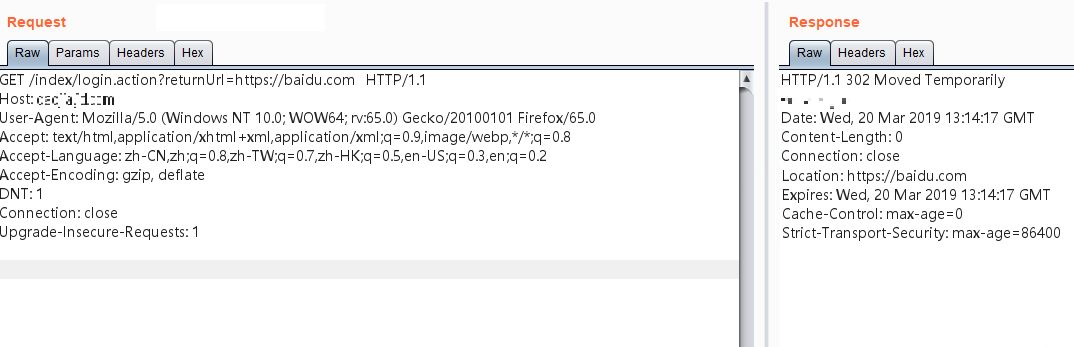 Request
Raw Params Headers Hex
GET /index/login.action?returnUrl=https://baidu.com HTTP/1.1
Host:
User-Agent: Mozilla/5.0 (Windows NT 10.0; WOW64; rv:65.0) Gecko/20100101 Firefox/65.0
Accept: text/html,application/xhtml+xml,application/xml;q=0.9,image/webp,*/*;q=0.8
Accept-Language: zh-CN,zh;q=0.8,zh-TW;q=0.7,zh-HK;q=0.5,en-US;q=0.3,en;q=0.2
Accept-Encoding: gzip, deflate
DNT: 1
Connection: close
Upgrade-Insecure-Requests: 1
Response
Raw Headers Hex
HTTP/1.1 302 Moved Temporarily
Date: Wed, 20 Mar 2019 13:14:17 GMT
Content-Length: 0
Connection: close
Location: https://baidu.com
Expires: Wed, 20 Mar 2019 13:14:17 GMT
Cache-Control: max-age=0
Strict-Transport-Security: max-age=86400